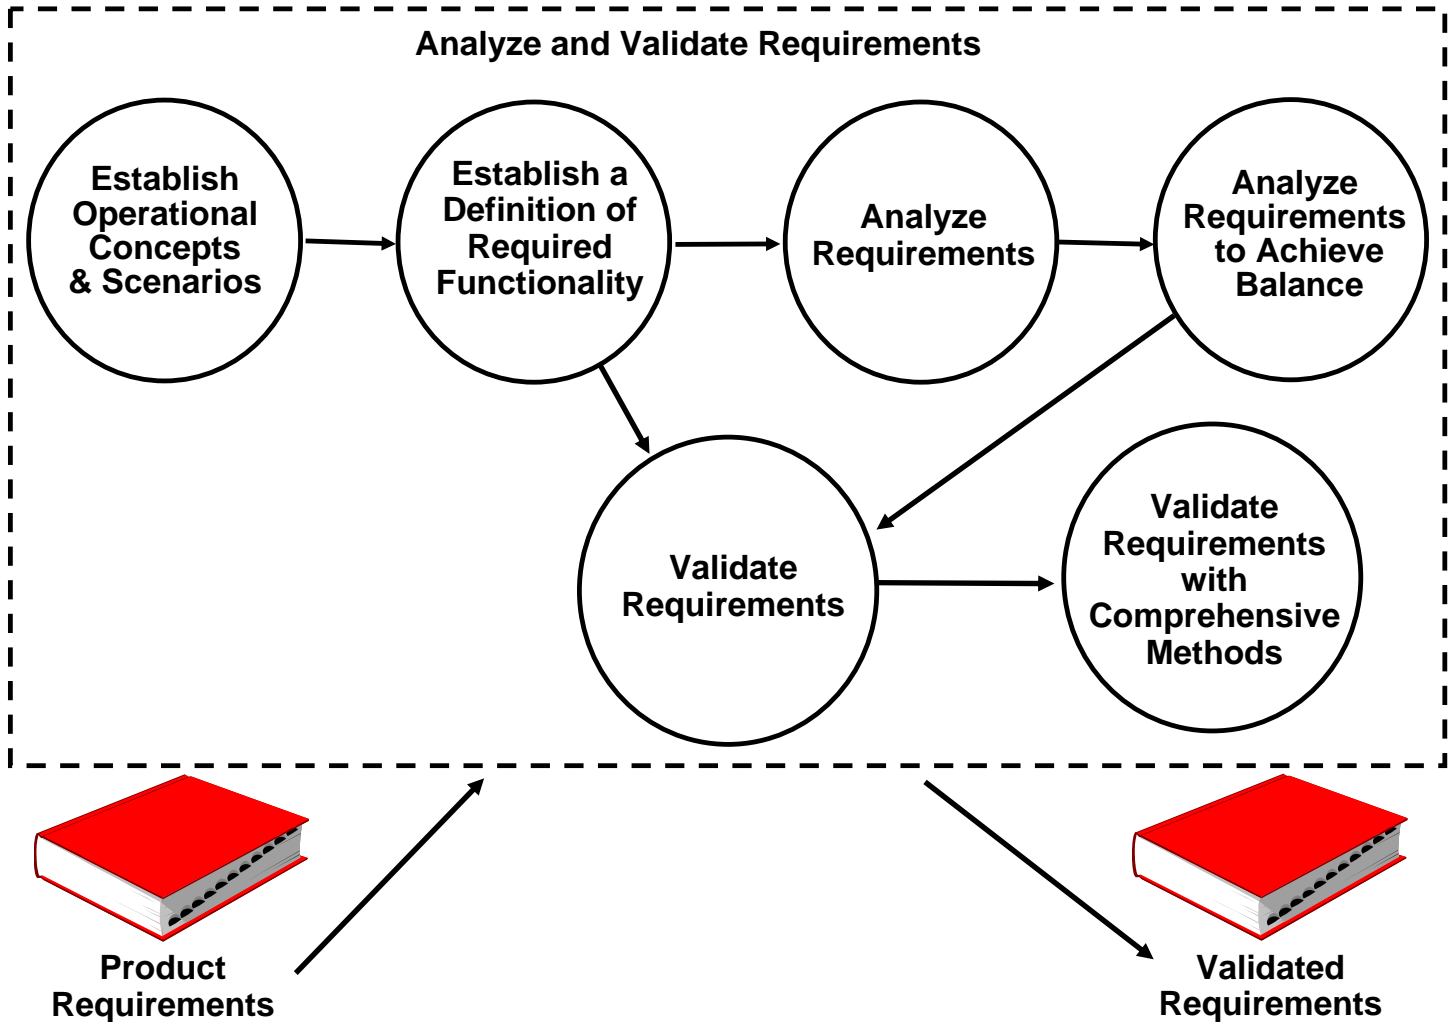 Analyze and Validate Requirements
Establish
Operational
Concepts
& Scenarios
Establish a
Definition of
Required
Functionality
Analyze
Requirements
Analyze
Requirements
to Achieve
Balance
Validate
Requirements
Validate
Requirements
with
Comprehensive
Methods
Product
Requirements
Validated
Requirements